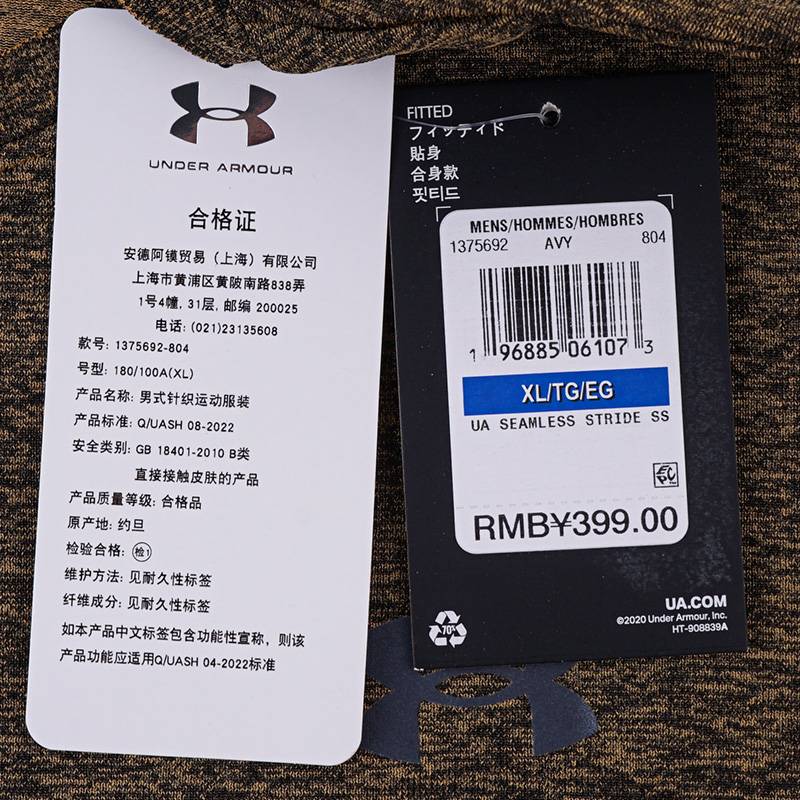 UNDER ARMOUR
合格证
安德阿镆贸易（上海）有限公司
上海市黄浦区黄陂南路838弄
1号4幢, 31层, 邮编 200025
电话: (021)23135608
款号: 1375692-804
号型: 180/100A(XL)
产品名称: 男式针织运动服装
产品标准: Q/UASH 08-2022
安全类别: GB 18401-2010 B类
直接接触皮肤的产品
产品质量等级: 合格品
原产地: 约旦
检验合格: 检1
维护方法: 见耐久性标签
纤维成分: 见耐久性标签
如本产品中文标签包含功能性宣称，则该
产品功能应适用Q/UASH 04-2022标准
FITTED
フィッティド
貼身
合身款
핏티드
MENS/HOMMES/HOMBRES
1375692 AVY 804
1 96885 06107 3
XL/TG/EG
UA SEAMLESS STRIDE SS
EPC
RMB¥399.00
70%
UA.COM
©2020 Under Armour, Inc.
HT-908839A